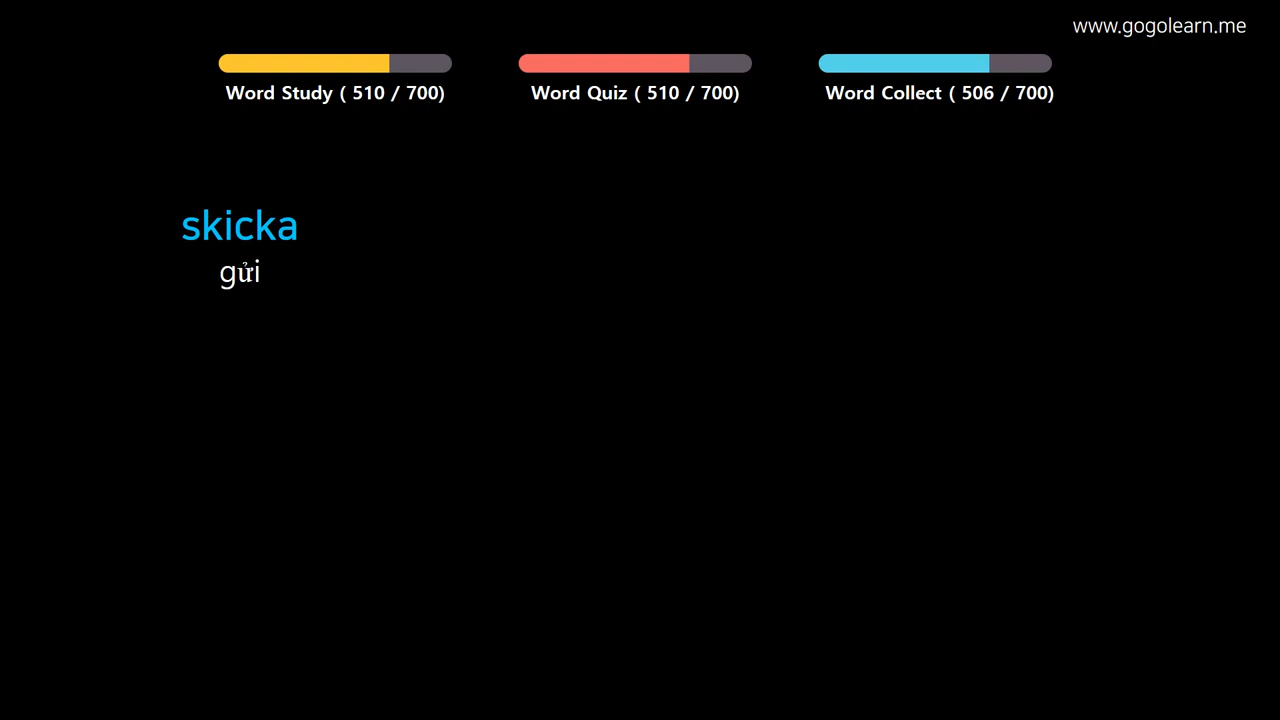 www.gogolearn.me
Word Study ( 510 / 700)
Word Quiz ( 510 / 700)
Word Collect ( 506 / 700)
skicka
gửi